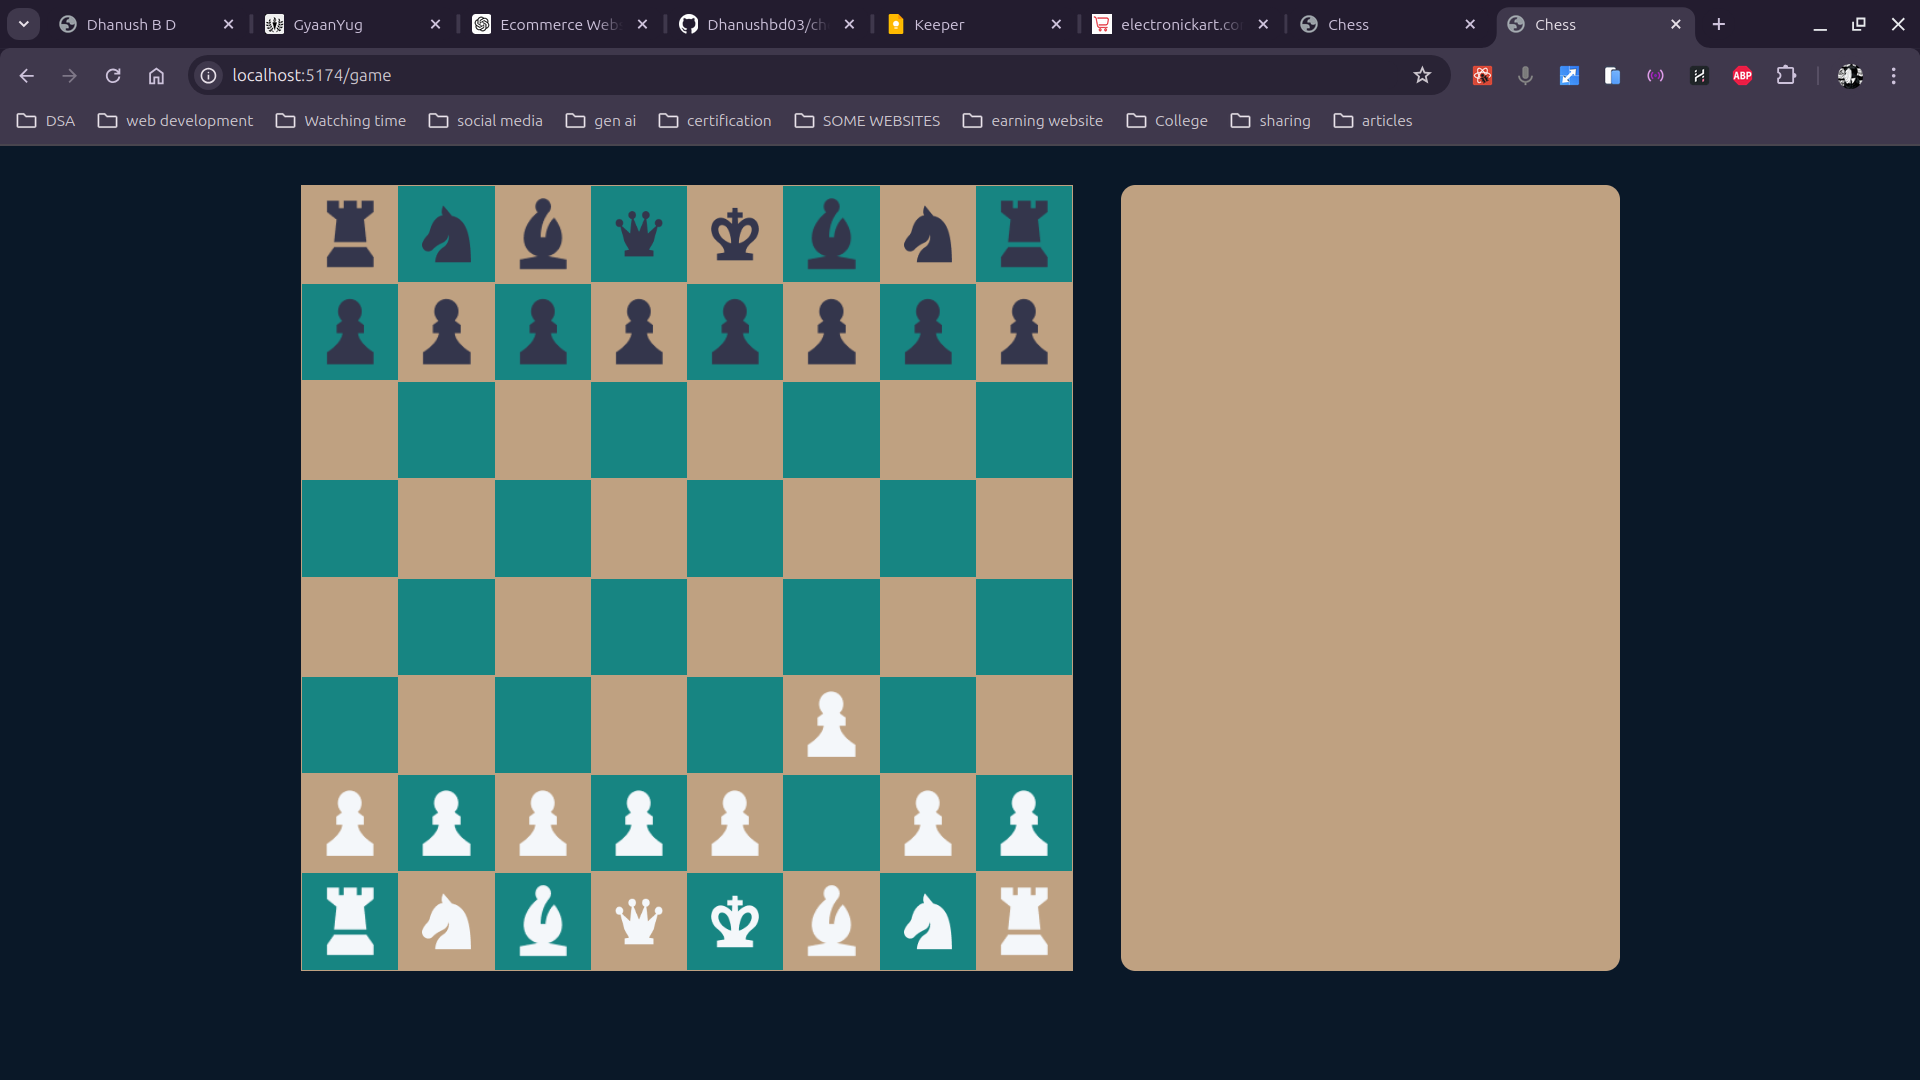 Dhanush B D GyaanYug Ecommerce Web Dhanushbd03/ch Keeper electronickart.co Chess Chess
localhost:5174/game ABP
DSA web development Watching time social media gen ai certification SOME WEBSITES earning website College sharing articles